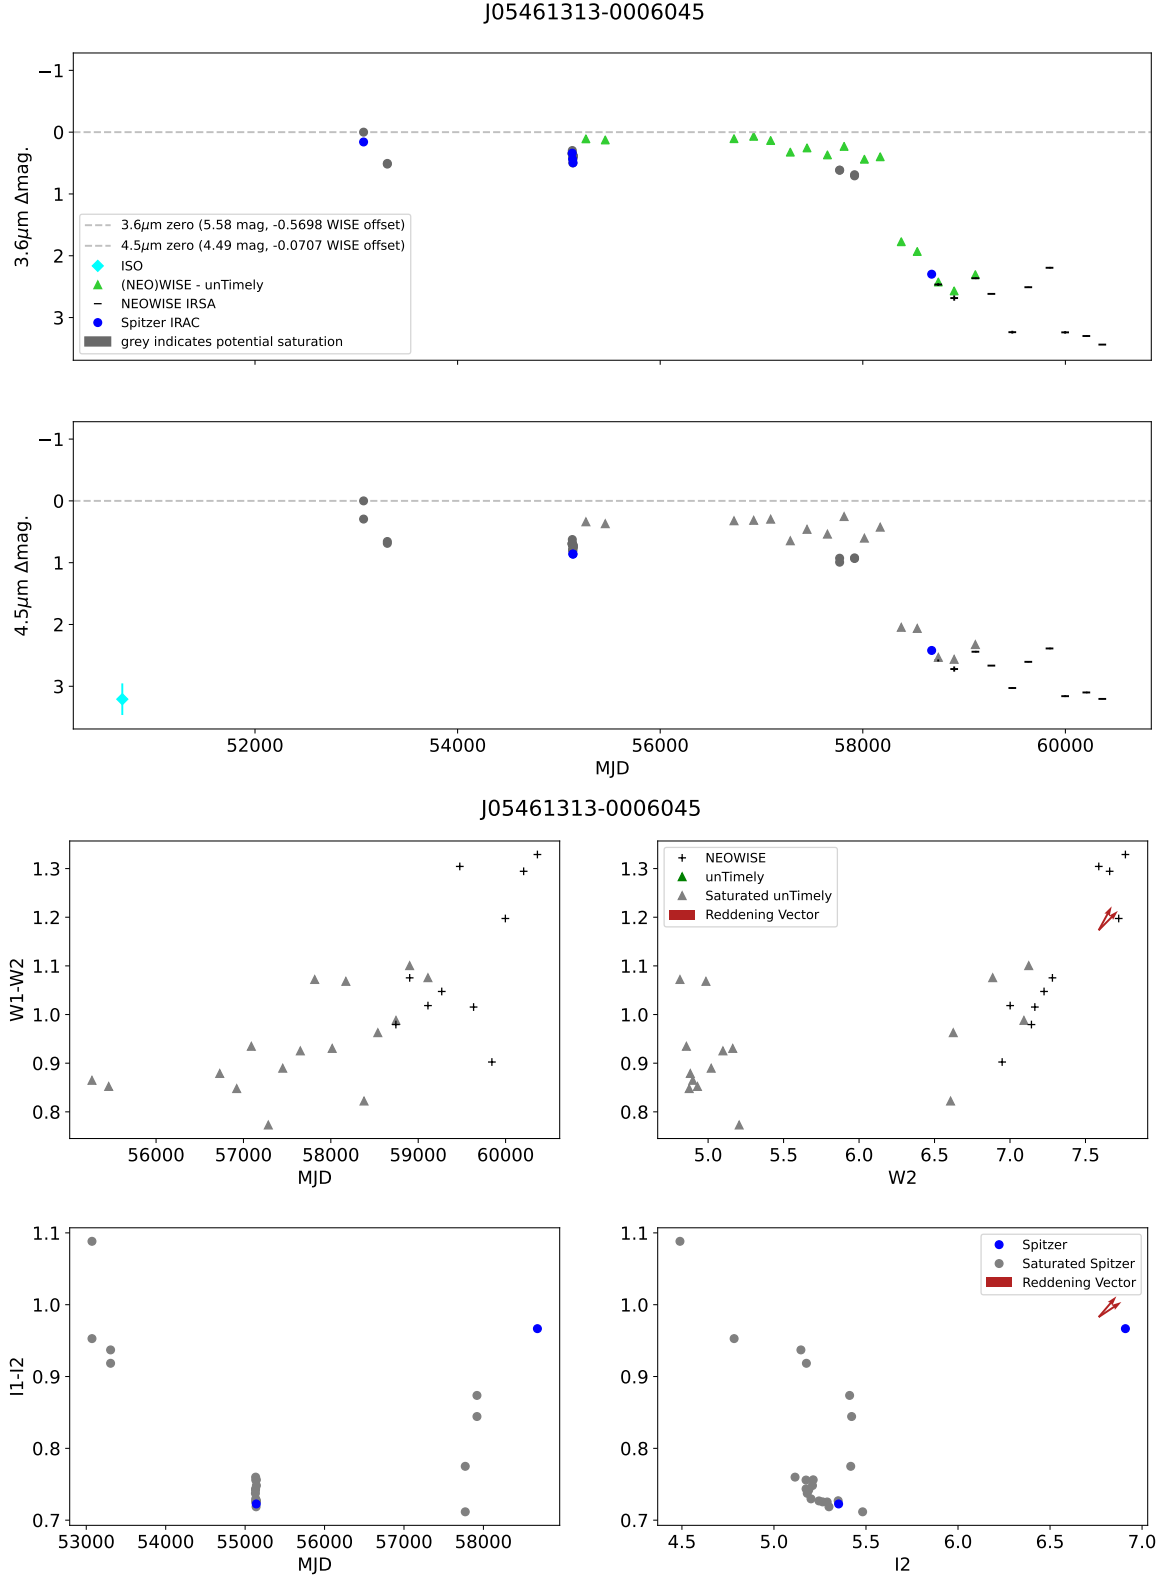 J05461313-0006045
−1
0
1
2
3
3.6μm Δmag.
3.6μm zero (5.58 mag, -0.5698 WISE offset)
4.5μm zero (4.49 mag, -0.0707 WISE offset)
ISO
(NEO)WISE - unTimely
NEOWISE IRSA
Spitzer IRAC
grey indicates potential saturation
−1
0
1
2
3
4.5μm Δmag.
52000 54000 56000 58000 60000
MJD
J05461313-0006045
1.3
1.2
1.1
1.0
0.9
0.8
W1-W2
56000 57000 58000 59000 60000
MJD
1.3
1.2
1.1
1.0
0.9
0.8
NEOWISE
unTimely
Saturated unTimely
Reddening Vector
5.0 5.5 6.0 6.5 7.0 7.5
W2
1.1
1.0
0.9
0.8
0.7
I1-I2
53000 54000 55000 56000 57000 58000
MJD
1.1
1.0
0.9
0.8
0.7
Spitzer
Saturated Spitzer
Reddening Vector
4.5 5.0 5.5 6.0 6.5 7.0
I2